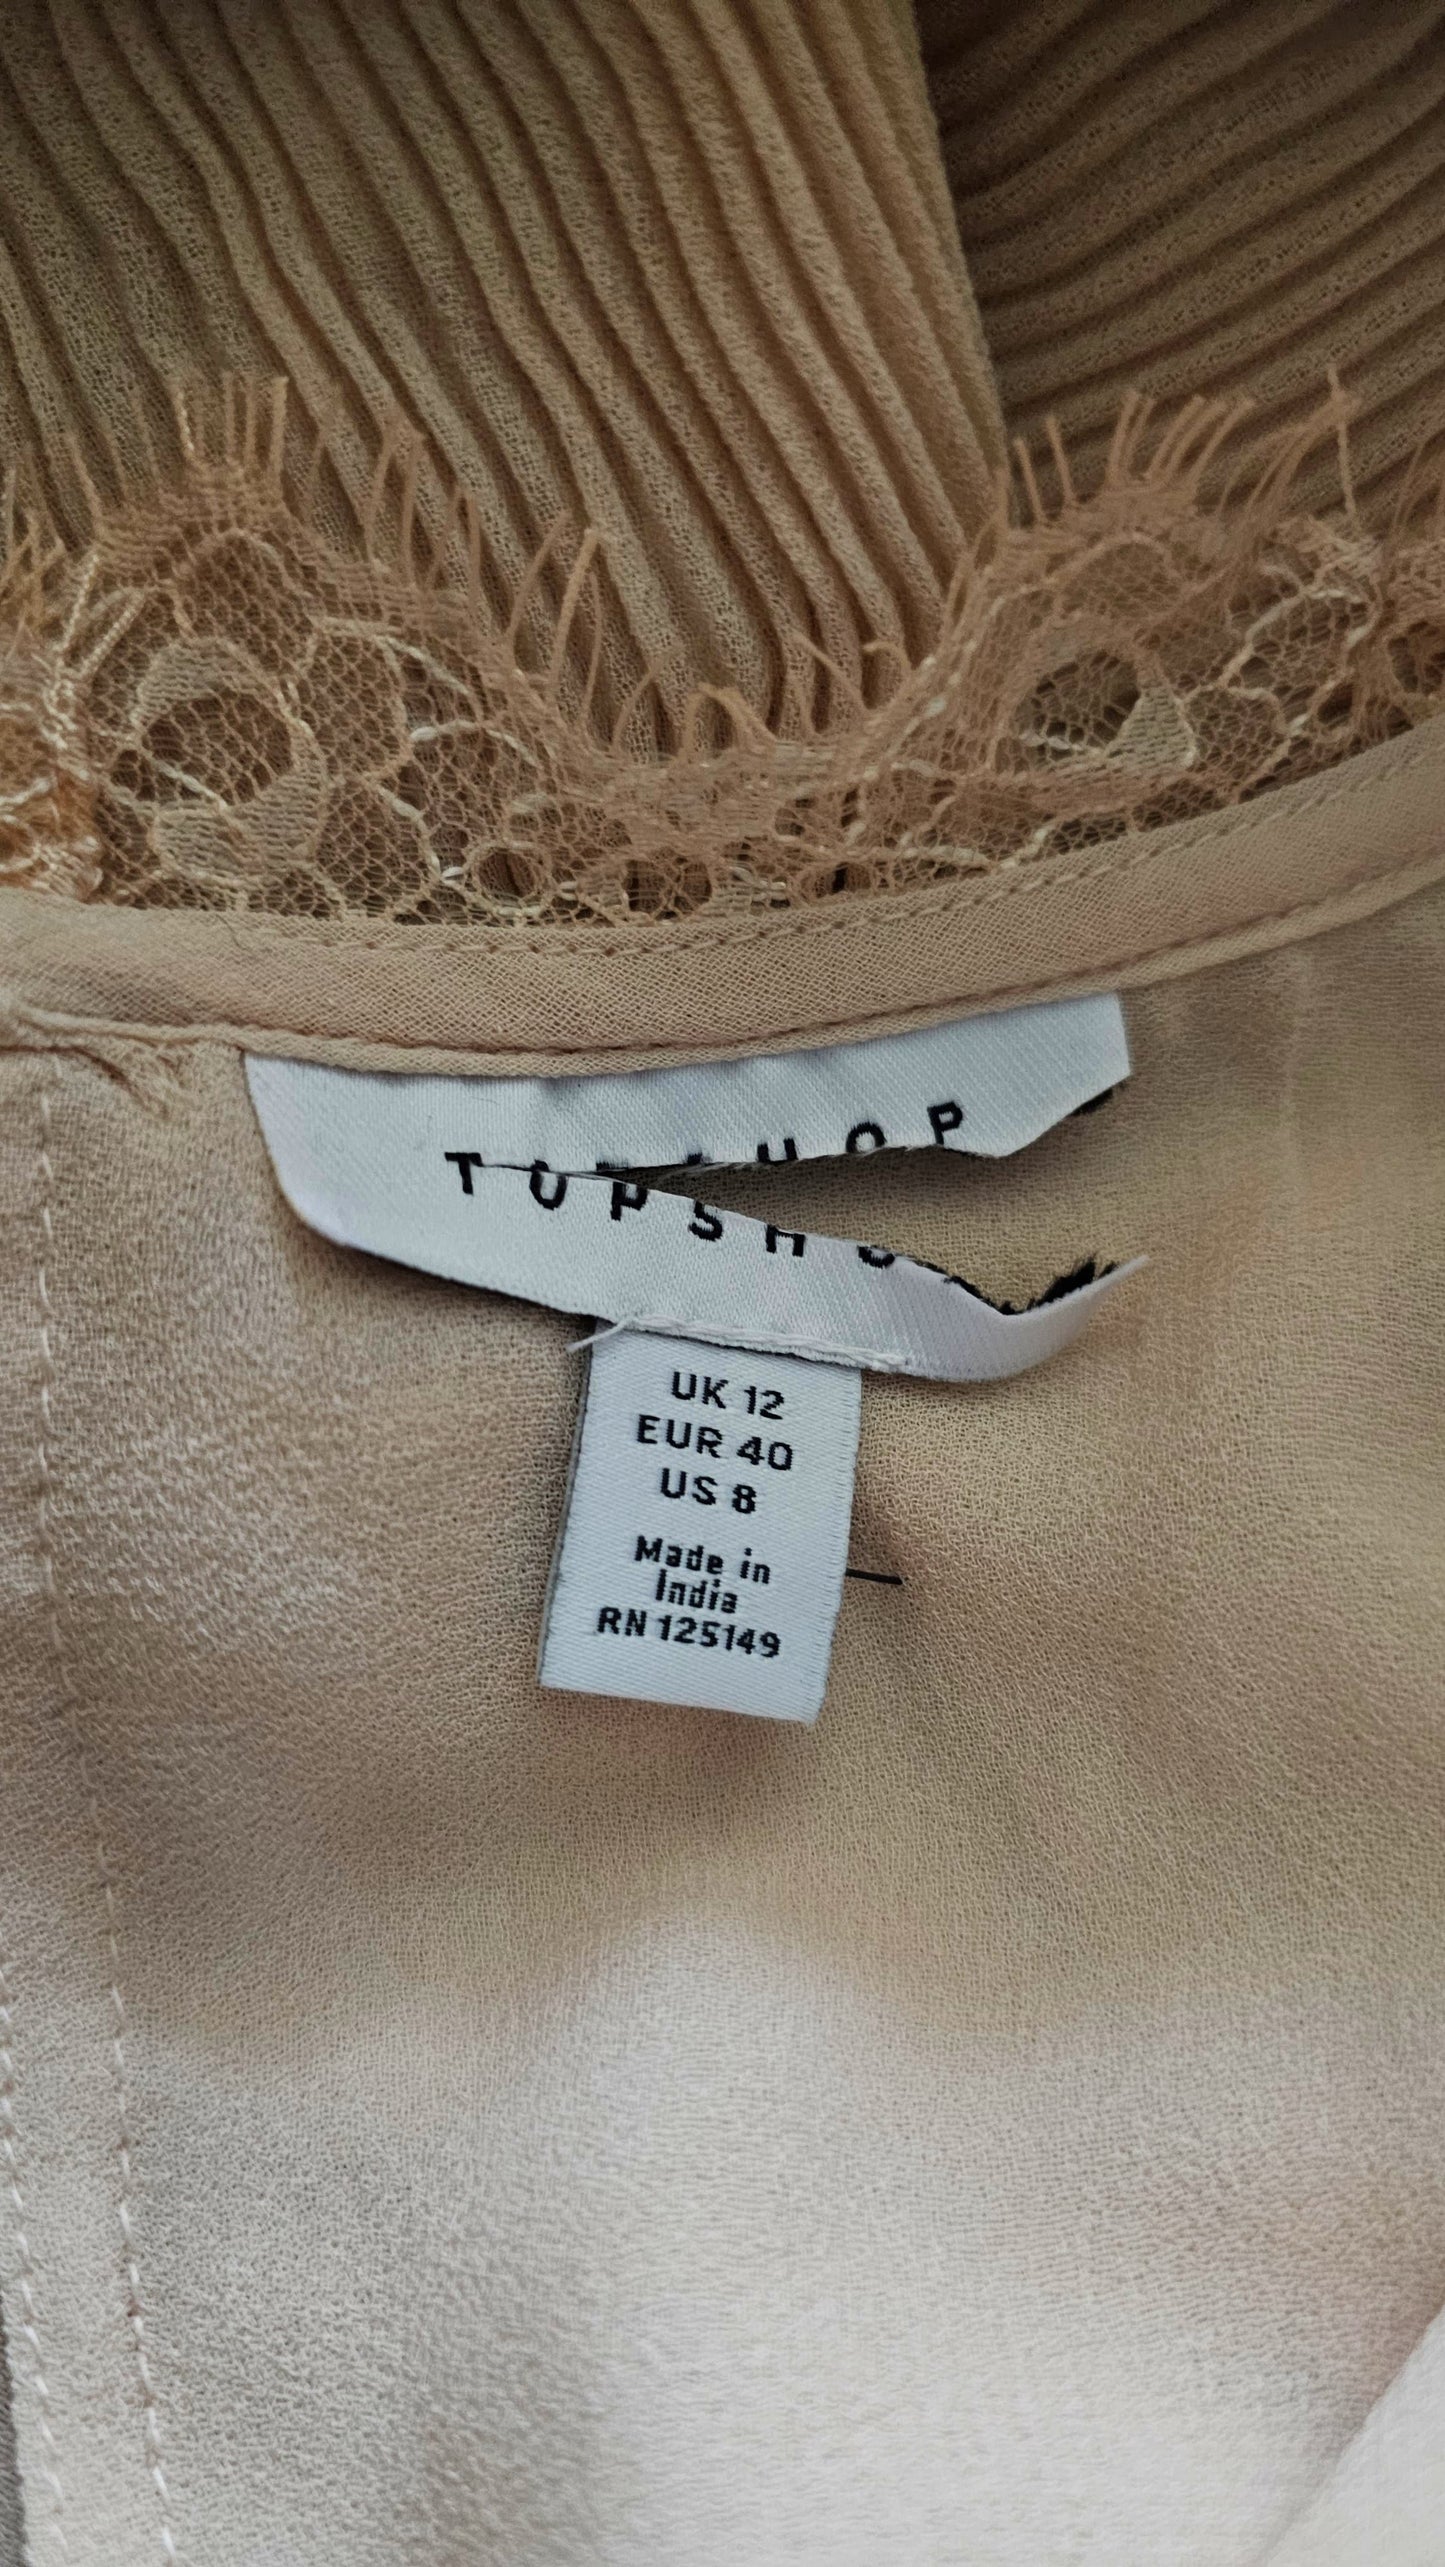 TOPSHOP
UK 12
EUR 40
US 8
Made in
India
RN 125149